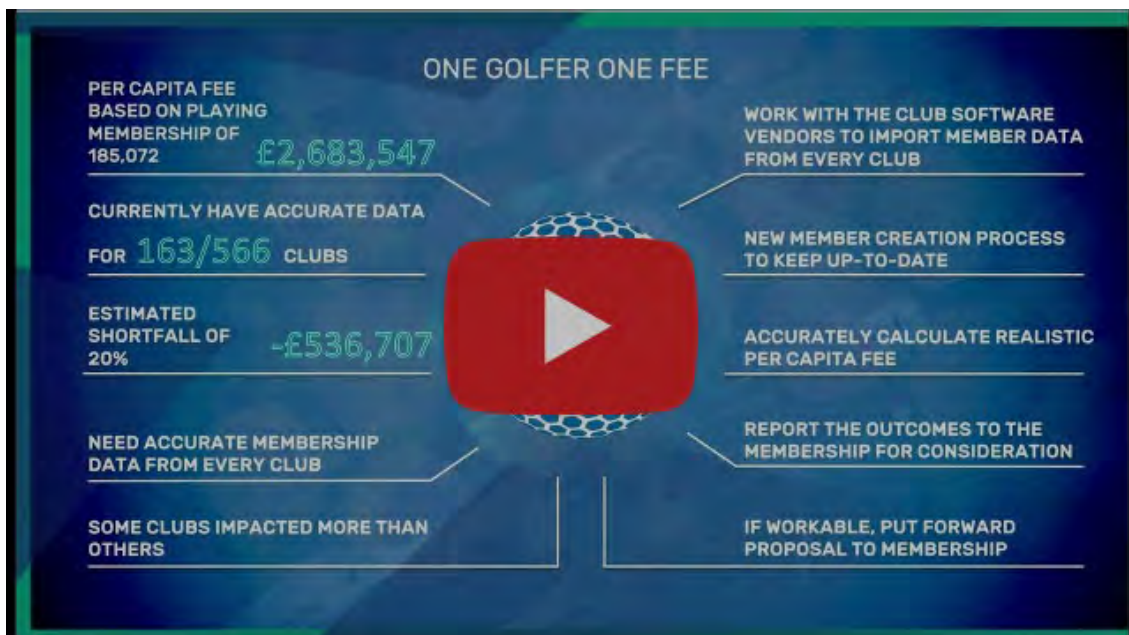 ONE GOLFER ONE FEE
PER CAPITA FEE
BASED ON PLAYING
MEMBERSHIP OF
185,072 £2,683,547
CURRENTLY HAVE ACCURATE DATA
FOR 163/566 CLUBS
ESTIMATED
SHORTFALL OF
20% -£536,707
NEED ACCURATE MEMBERSHIP
DATA FROM EVERY CLUB
SOME CLUBS IMPACTED MORE THAN
OTHERS
WORK WITH THE CLUB SOFTWARE
VENDORS TO IMPORT MEMBER DATA
FROM EVERY CLUB
NEW MEMBER CREATION PROCESS
TO KEEP UP-TO-DATE
ACCURATELY CALCULATE REALISTIC
PER CAPITA FEE
REPORT THE OUTCOMES TO THE
MEMBERSHIP FOR CONSIDERATION
IF WORKABLE, PUT FORWARD
PROPOSAL TO MEMBERSHIP